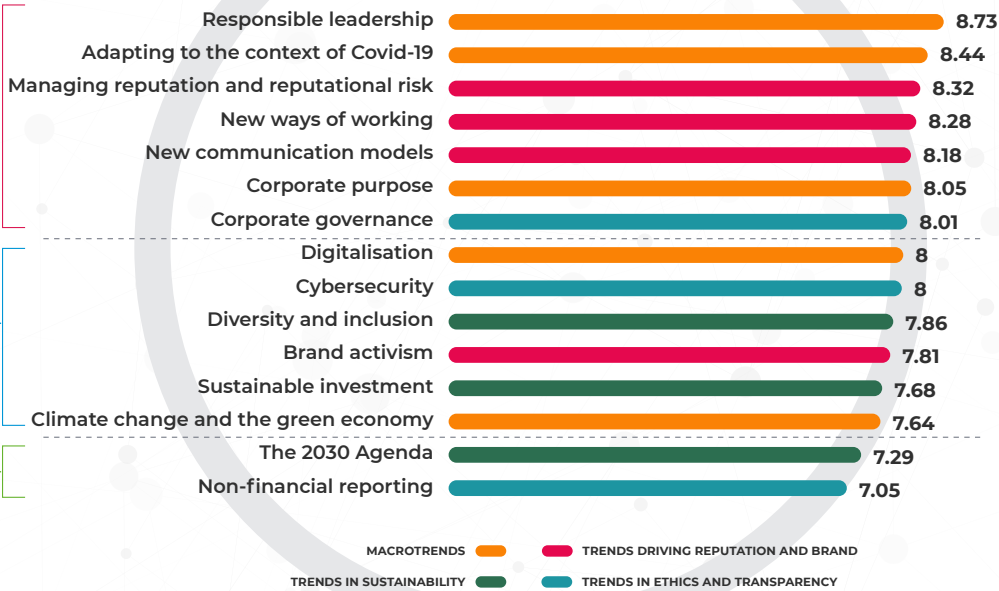 Responsible leadership 8.73
Adapting to the context of Covid-19 8.44
Managing reputation and reputational risk 8.32
New ways of working 8.28
New communication models 8.18
Corporate purpose 8.05
Corporate governance 8.01
Digitalisation 8
Cybersecurity 8
Diversity and inclusion 7.86
Brand activism 7.81
Sustainable investment 7.68
Climate change and the green economy 7.64
The 2030 Agenda 7.29
Non-financial reporting 7.05
MACROTRENDS TRENDS DRIVING REPUTATION AND BRAND
TRENDS IN SUSTAINABILITY TRENDS IN ETHICS AND TRANSPARENCY